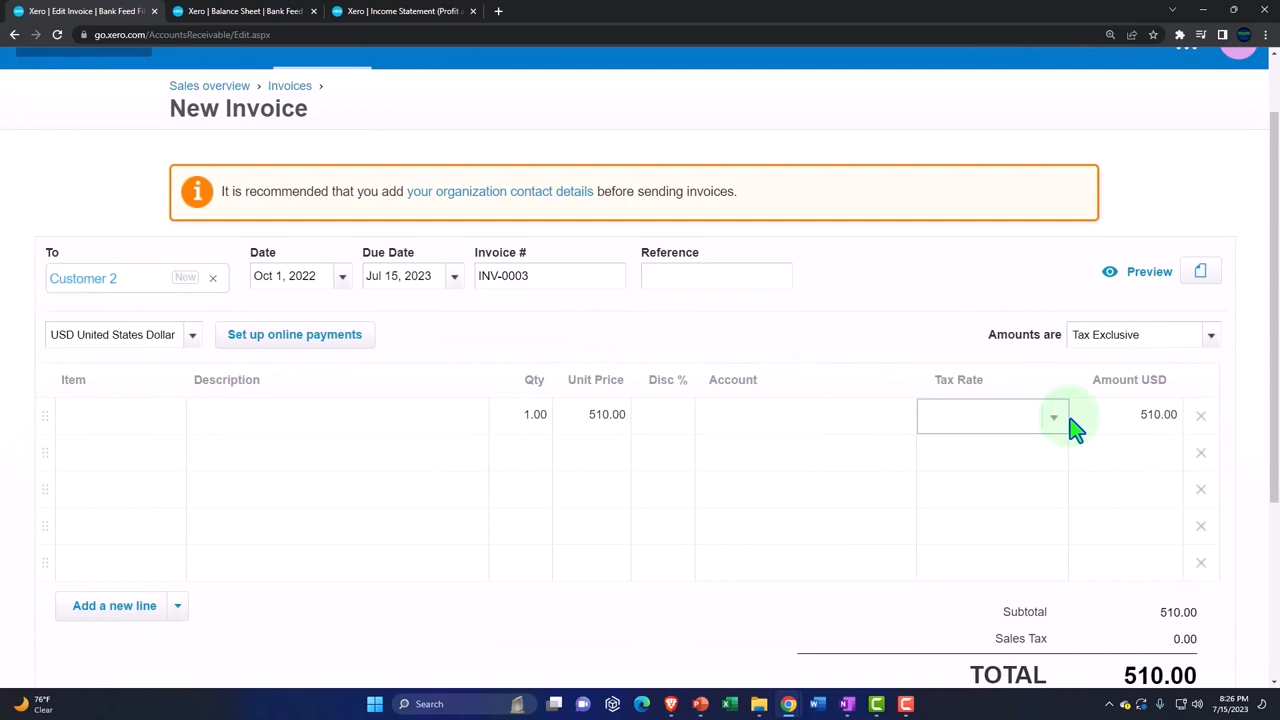 Xero | Edit Invoice | Bank Feed Fil
Xero | Balance Sheet | Bank Feed
Xero | Income Statement (Profit a
go.xero.com/AccountsReceivable/Edit.aspx
Sales overview › Invoices ›
New Invoice
It is recommended that you add your organization contact details before sending invoices.
To
Date
Due Date
Invoice #
Reference
Customer 2
New
Oct 1, 2022
Jul 15, 2023
INV-0003
Preview
USD United States Dollar
Set up online payments
Amounts are
Tax Exclusive
Item
Description
Qty
Unit Price
Disc %
Account
Tax Rate
Amount USD
1.00
510.00
510.00
Add a new line
Subtotal 510.00
Sales Tax 0.00
TOTAL 510.00
76°F
Clear
Search
8:26 PM
7/15/2023